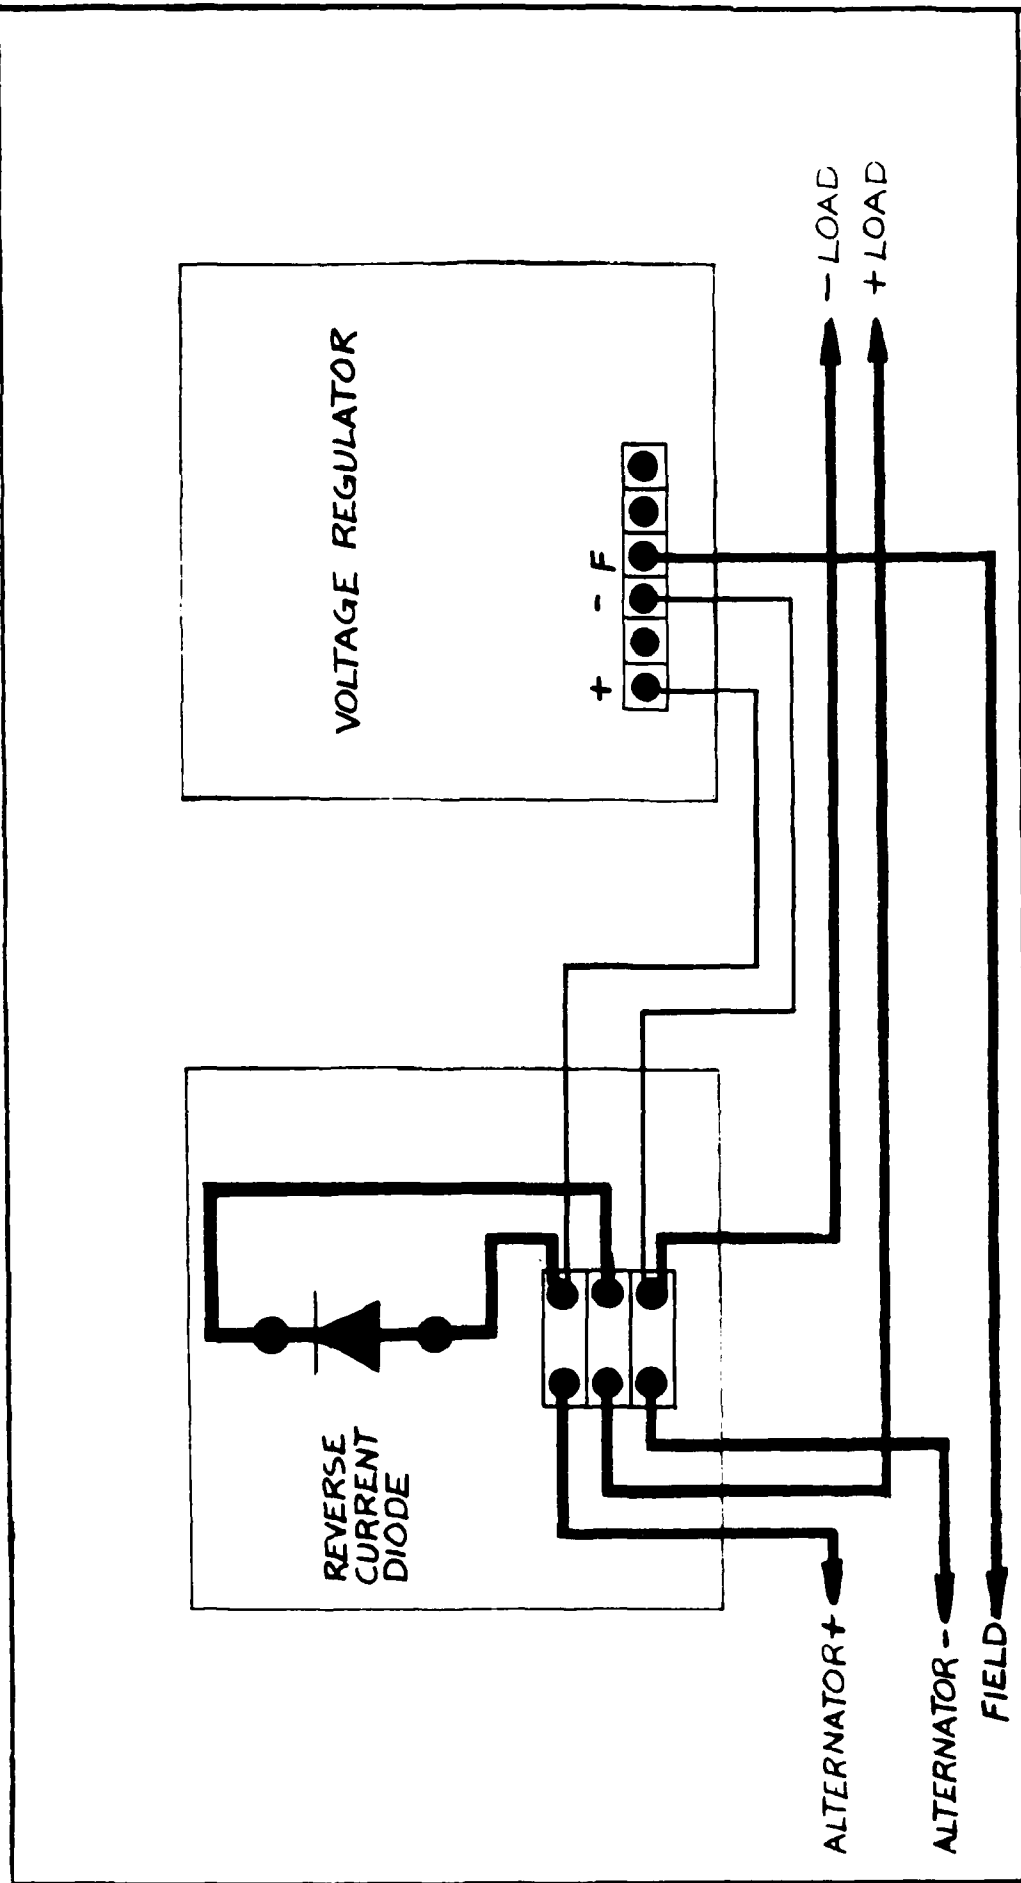 REVERSE
CURRENT
DIODE
VOLTAGE REGULATOR
+ - F
ALTERNATOR+
ALTERNATOR -
FIELD
- LOAD
+ LOAD